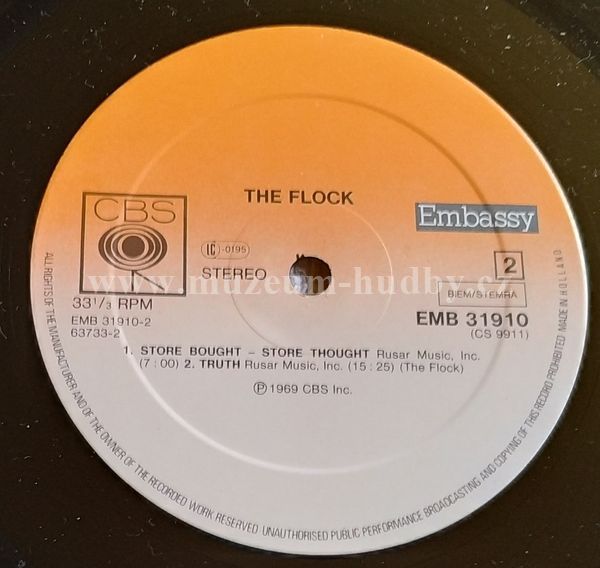 THE FLOCK
CBS
Embassy
LC -0195
STEREO
2
BIEM/STEMRA
33 1/3 RPM
EMB 31910-2
63733-2
EMB 31910
(CS 9911)
1. STORE BOUGHT – STORE THOUGHT Rusar Music, Inc.
(7:00) 2. TRUTH Rusar Music, Inc. (15:25) (The Flock)
℗ 1969 CBS Inc.
ALL RIGHTS OF THE MANUFACTURER AND OF THE OWNER OF THE RECORDED WORK RESERVED UNAUTHORISED PUBLIC PERFORMANCE BROADCASTING AND COPYING OF THIS RECORD PROHIBITED MADE IN HOLLAND
www.muzeum-hudby.cz